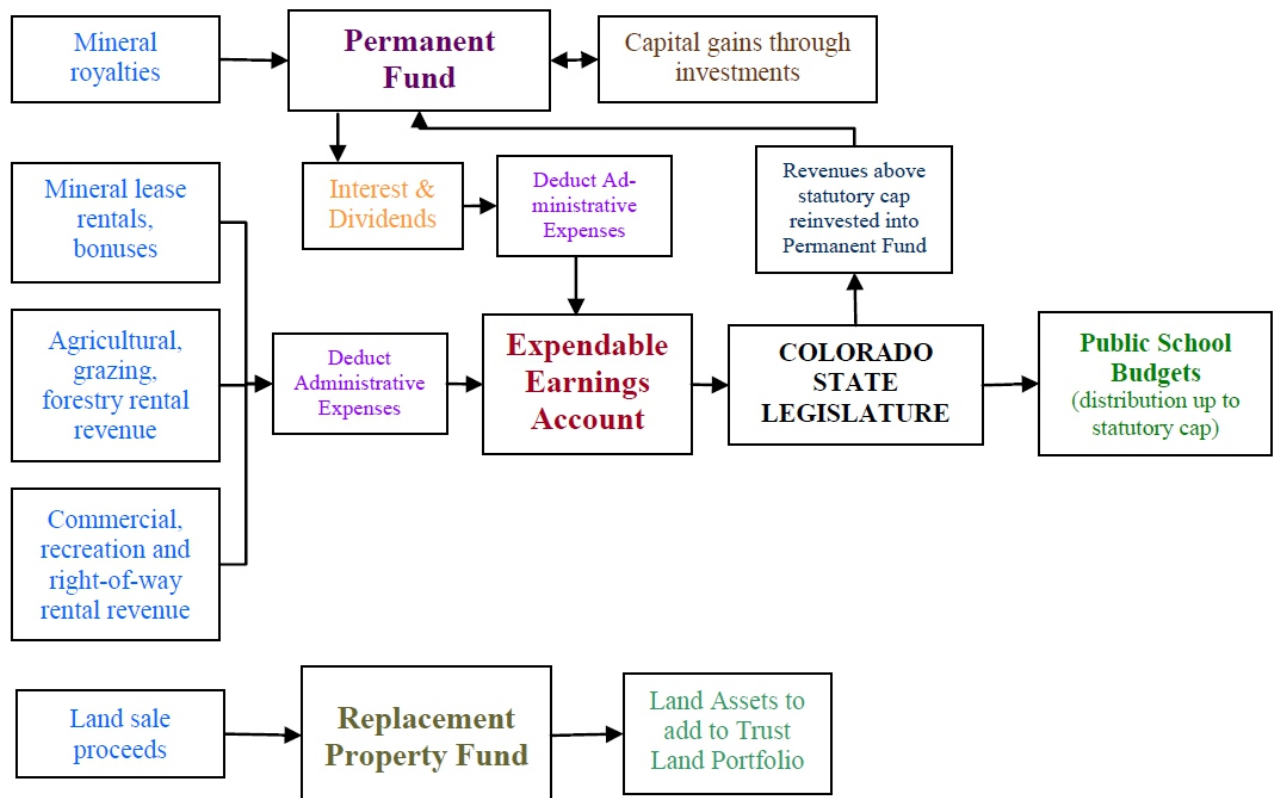 Mineral
royalties
Permanent
Fund
Capital gains through
investments
Mineral lease
rentals,
bonuses
Interest &
Dividends
Deduct Ad-
ministrative
Expenses
Revenues above
statutory cap
reinvested into
Permanent Fund
Agricultural,
grazing,
forestry rental
revenue
Deduct
Administrative
Expenses
Expendable
Earnings
Account
COLORADO
STATE
LEGISLATURE
Public School
Budgets
(distribution up to
statutory cap)
Commercial,
recreation and
right-of-way
rental revenue
Land sale
proceeds
Replacement
Property Fund
Land Assets to
add to Trust
Land Portfolio